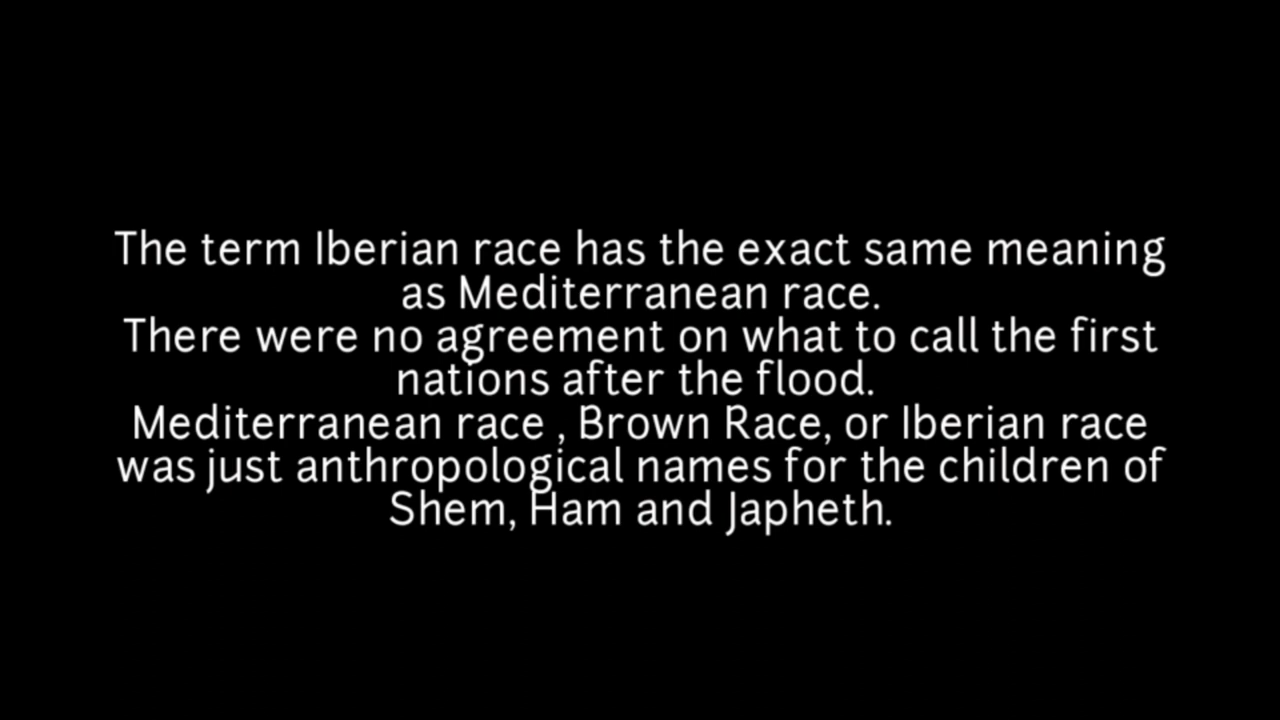 The term Iberian race has the exact same meaning
as Mediterranean race.
There were no agreement on what to call the first
nations after the flood.
Mediterranean race , Brown Race, or Iberian race
was just anthropological names for the children of
Shem, Ham and Japheth.